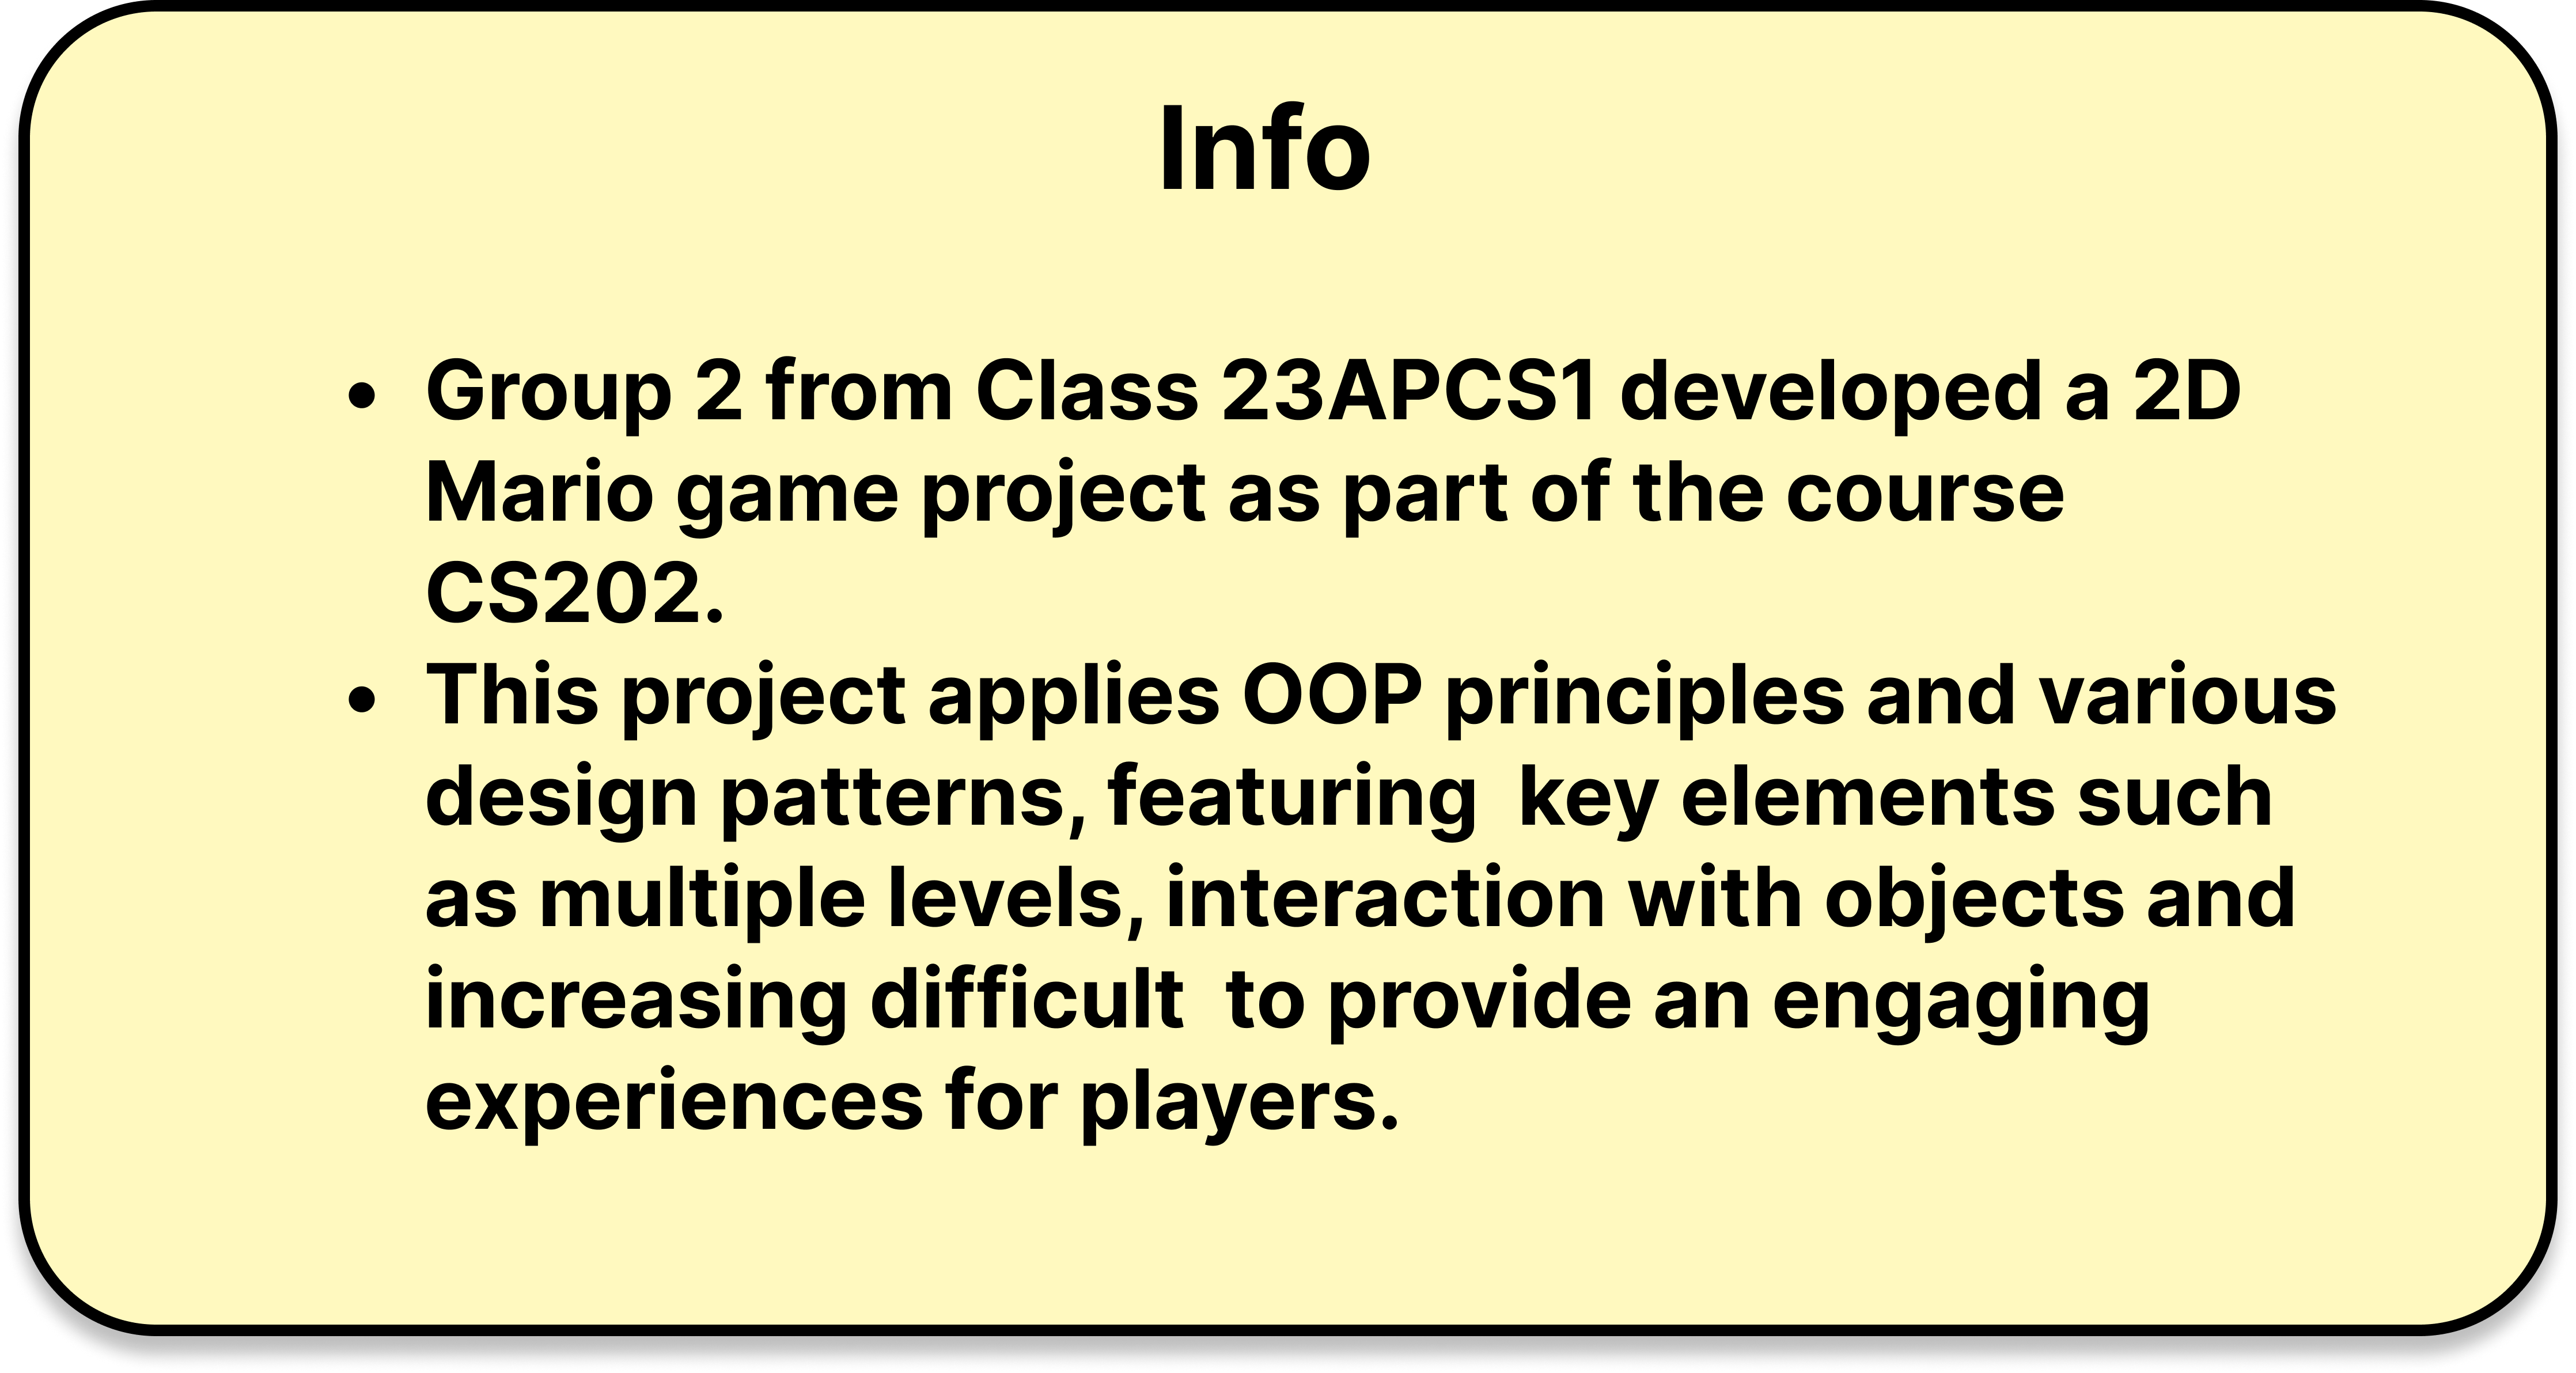 Info
• Group 2 from Class 23APCS1 developed a 2D
Mario game project as part of the course
CS202.
• This project applies OOP principles and various
design patterns, featuring  key elements such
as multiple levels, interaction with objects and
increasing difficult  to provide an engaging
experiences for players.